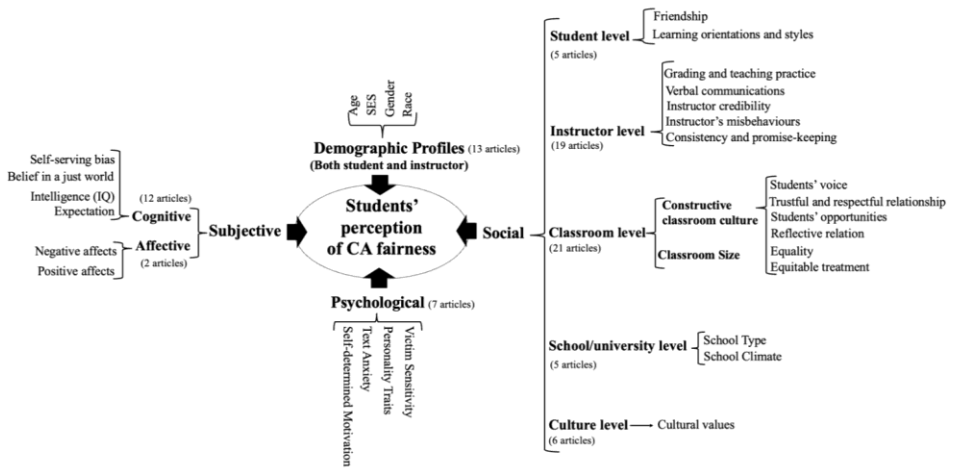 Age
SES
Gender
Race
Demographic Profiles (13 articles)
(Both student and instructor)
Students'
perception
of CA fairness
Self-serving bias
Belief in a just world
Intelligence (IQ)
Expectation
(12 articles)
Cognitive
Negative affects
Positive affects
Affective
(2 articles)
Subjective
Psychological (7 articles)
Self-determined Motivation
Text Anxiety
Personality Traits
Victim Sensitivity
Social
Student level
(5 articles)
Friendship
Learning orientations and styles
Instructor level
(19 articles)
Grading and teaching practice
Verbal communications
Instructor credibility
Instructor's misbehaviours
Consistency and promise-keeping
Classroom level
(21 articles)
Constructive
classroom culture
Students' voice
Trustful and respectful relationship
Students' opportunities
Reflective relation
Equality
Equitable treatment
Classroom Size
School/university level
(5 articles)
School Type
School Climate
Culture level
(6 articles)
Cultural values